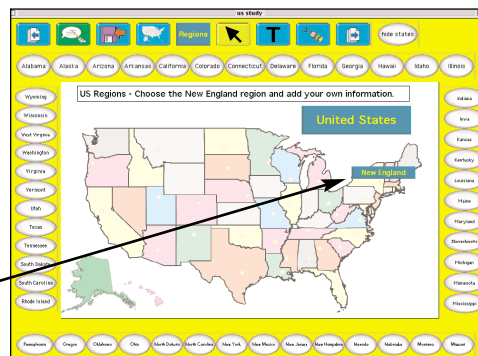 us study
Regions
T
hide states
Alabama
Alaska
Arizona
Arkansas
California
Colorado
Connecticut
Delaware
Florida
Georgia
Hawaii
Idaho
Illinois
US Regions - Choose the New England region and add your own information.
United States
New England
Wyoming
Wisconsin
West Virginia
Washington
Virginia
Vermont
Utah
Texas
Tennessee
South Dakota
South Carolina
Rhode Island
Indiana
Iowa
Kansas
Kentucky
Louisiana
Maine
Maryland
Massachusetts
Michigan
Minnesota
Mississippi
Pennsylvania
Oregon
Oklahoma
Ohio
North Dakota
North Carolina
New York
New Mexico
New Jersey
New Hampshire
Nevada
Nebraska
Montana
Missouri